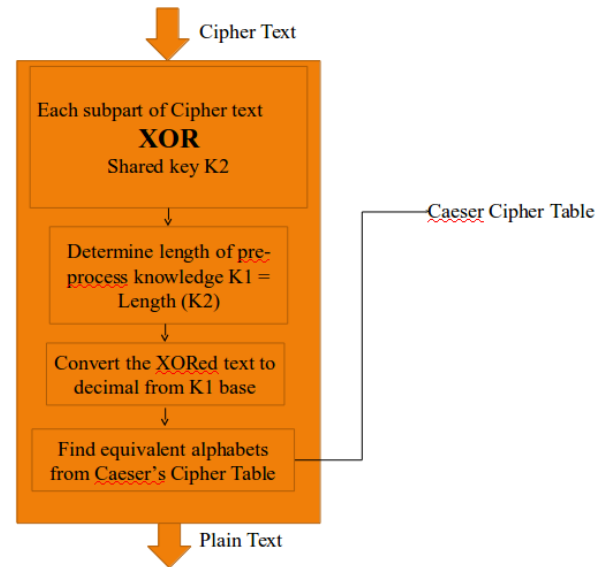 Cipher Text
Each subpart of Cipher text
XOR
Shared key K2
Caeser Cipher Table
Determine length of pre-
process knowledge K1 =
Length (K2)
Convert the XORed text to
decimal from K1 base
Find equivalent alphabets
from Caeser's Cipher Table
Plain Text